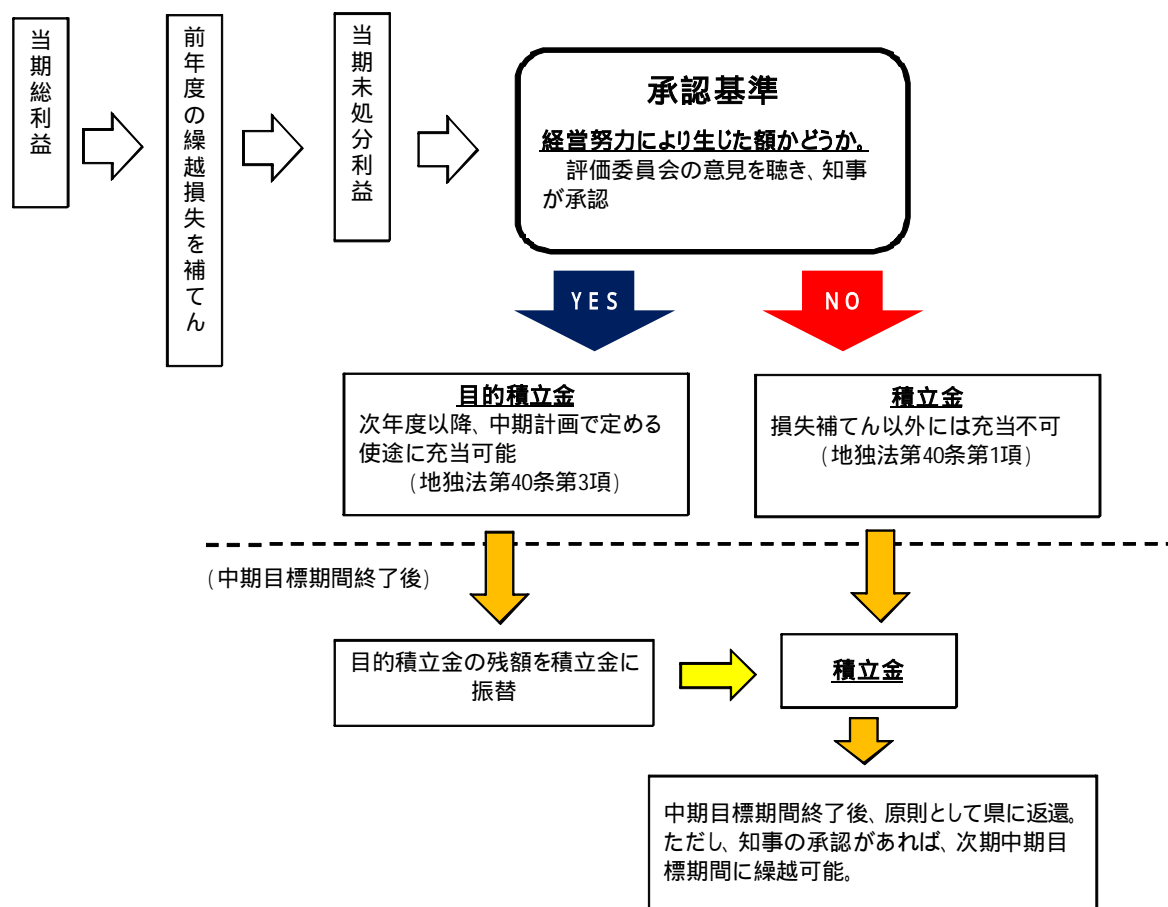 当期総利益
前年度の繰越損失を補てん
当期未処分利益
承認基準
経営努力により生じた額かどうか。
評価委員会の意見を聴き、知事
が承認
YES
NO
目的積立金
次年度以降、中期計画で定める
使途に充当可能
(地独法第40条第3項)
積立金
損失補てん以外には充当不可
(地独法第40条第1項)
(中期目標期間終了後)
目的積立金の残額を積立金に
振替
積立金
中期目標期間終了後、原則として県に返還。
ただし、知事の承認があれば、次期中期目
標期間に繰越可能。